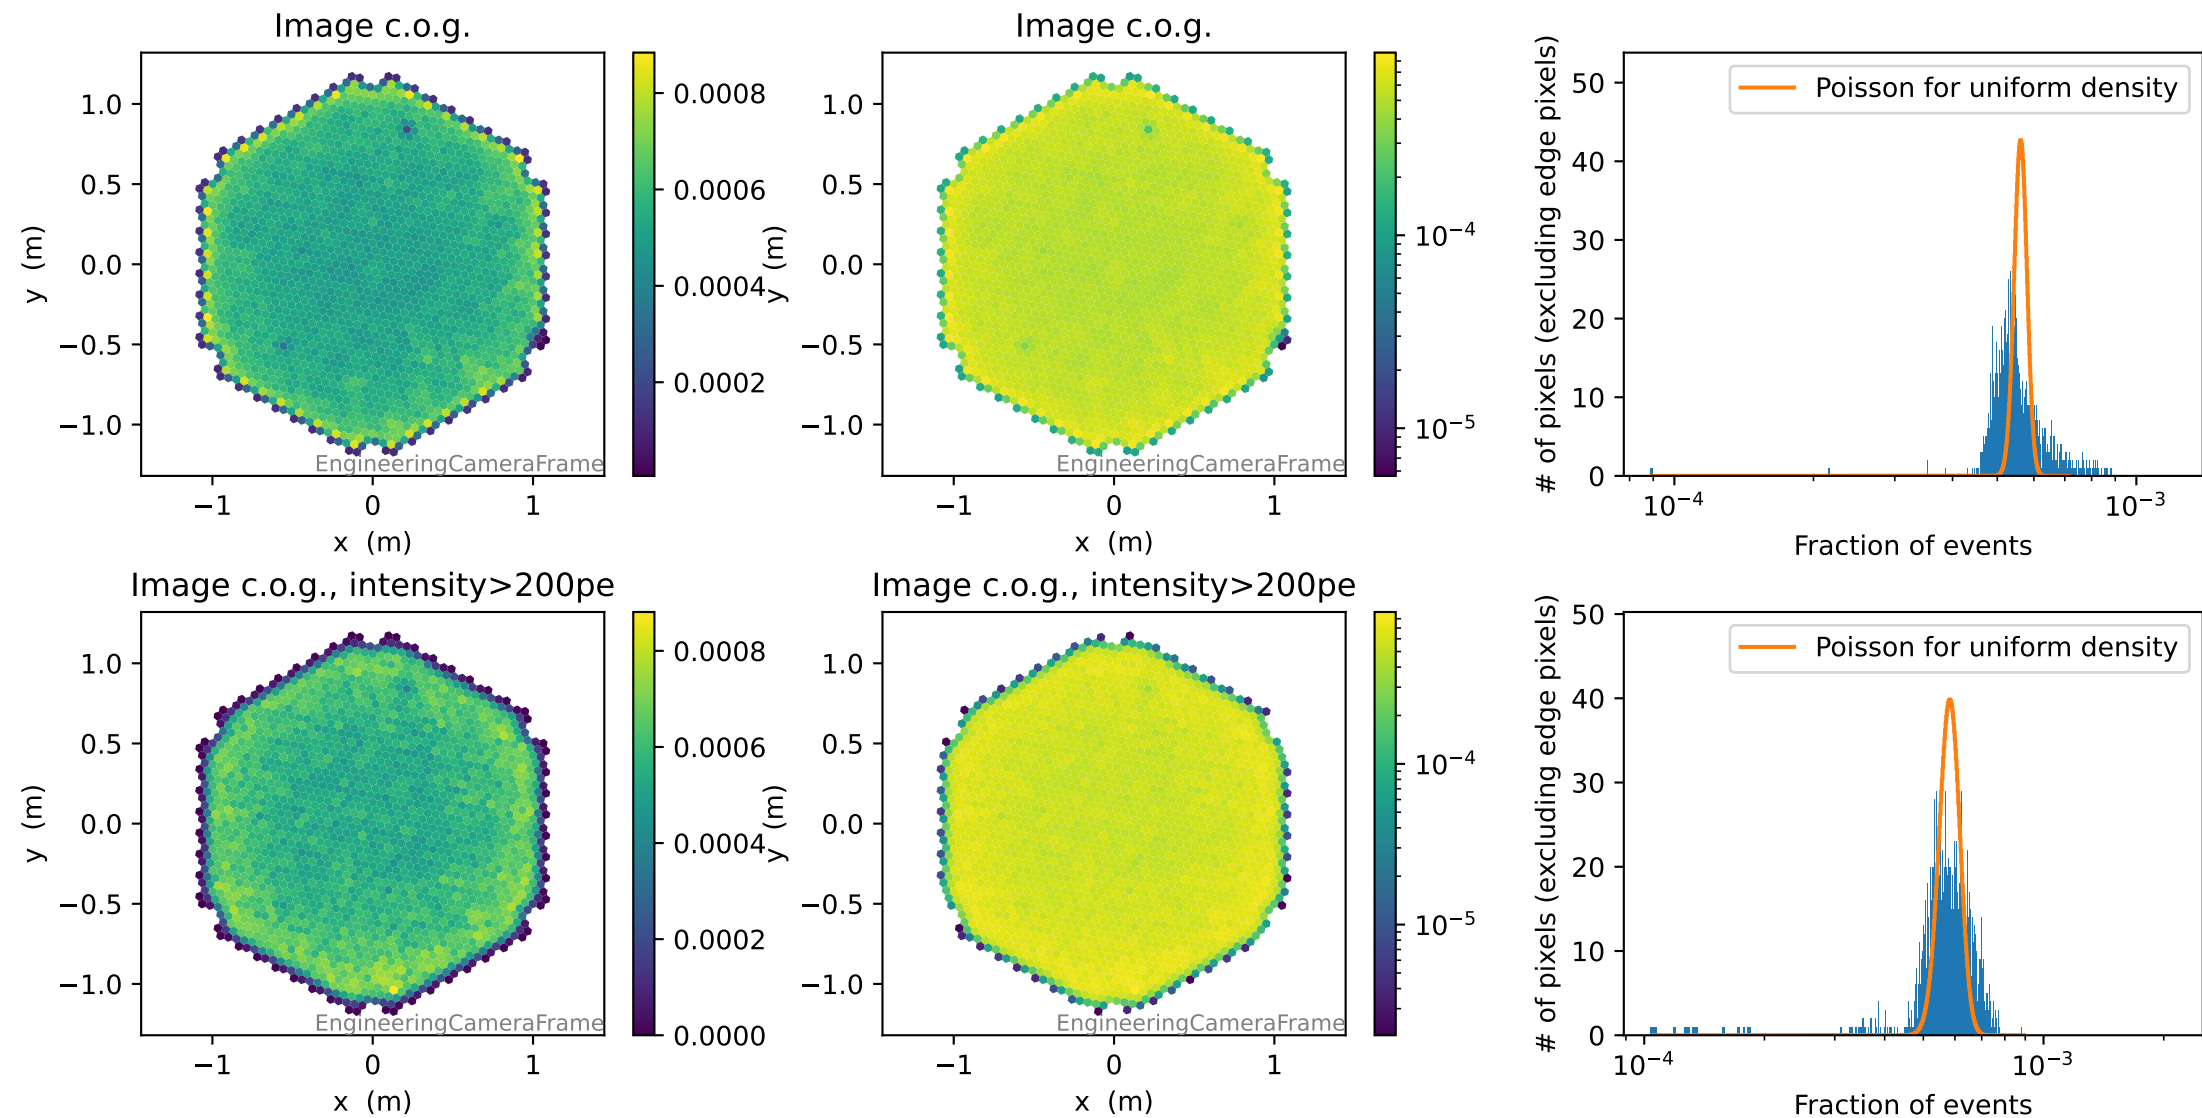 Image c.o.g.
1.0
0.5
0.0
−0.5
−1.0
y (m)
−1
0
1
x (m)
EngineeringCameraFrame
0.0008
0.0006
0.0004
0.0002
Image c.o.g.
1.0
0.5
0.0
−0.5
−1.0
y (m)
−1
0
1
x (m)
EngineeringCameraFrame
10⁻⁴
10⁻⁵
# of pixels (excluding edge pixels)
50
40
30
20
10
0
Poisson for uniform density
10⁻⁴
10⁻³
Fraction of events
Image c.o.g., intensity>200pe
1.0
0.5
0.0
−0.5
−1.0
y (m)
−1
0
1
x (m)
EngineeringCameraFrame
0.0008
0.0006
0.0004
0.0002
0.0000
Image c.o.g., intensity>200pe
1.0
0.5
0.0
−0.5
−1.0
y (m)
−1
0
1
x (m)
EngineeringCameraFrame
10⁻⁴
10⁻⁵
# of pixels (excluding edge pixels)
50
40
30
20
10
0
Poisson for uniform density
10⁻⁴
10⁻³
Fraction of events